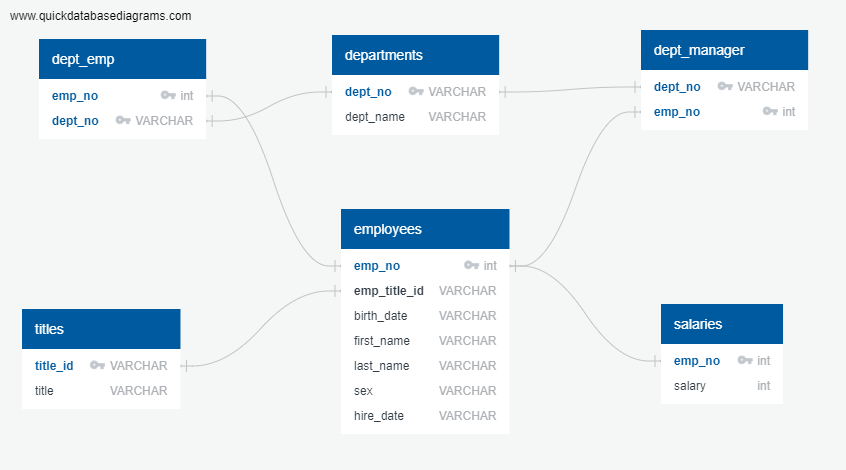 www.quickdatabasediagrams.com
dept_emp
emp_no int
dept_no VARCHAR
departments
dept_no VARCHAR
dept_name VARCHAR
dept_manager
dept_no VARCHAR
emp_no int
employees
emp_no int
emp_title_id VARCHAR
birth_date VARCHAR
first_name VARCHAR
last_name VARCHAR
sex VARCHAR
hire_date VARCHAR
titles
title_id VARCHAR
title VARCHAR
salaries
emp_no int
salary int